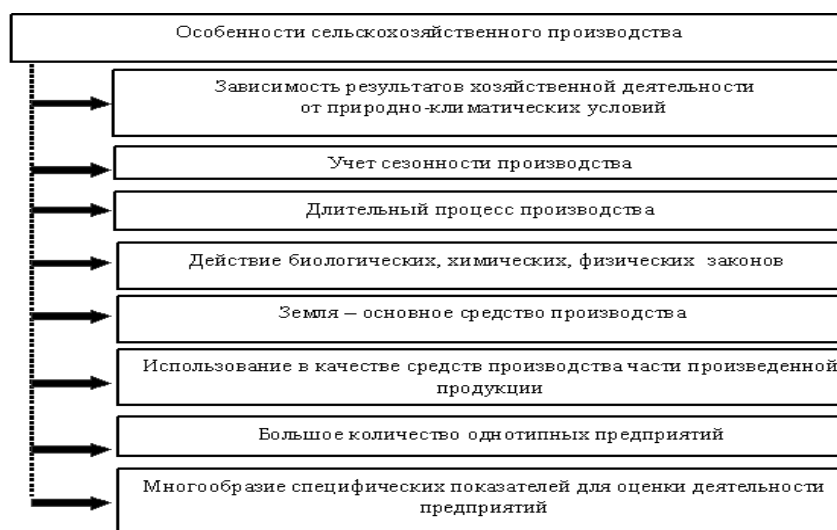 Особенности сельскохозяйственного производства
Зависимость результатов хозяйственной деятельности
от природно-климатических условий
Учет сезонности производства
Длительный процесс производства
Действие биологических, химических, физических законов
Земля – основное средство производства
Использование в качестве средств производства части произведенной
продукции
Большое количество однотипных предприятий
Многообразие специфических показателей для оценки деятельности
предприятий